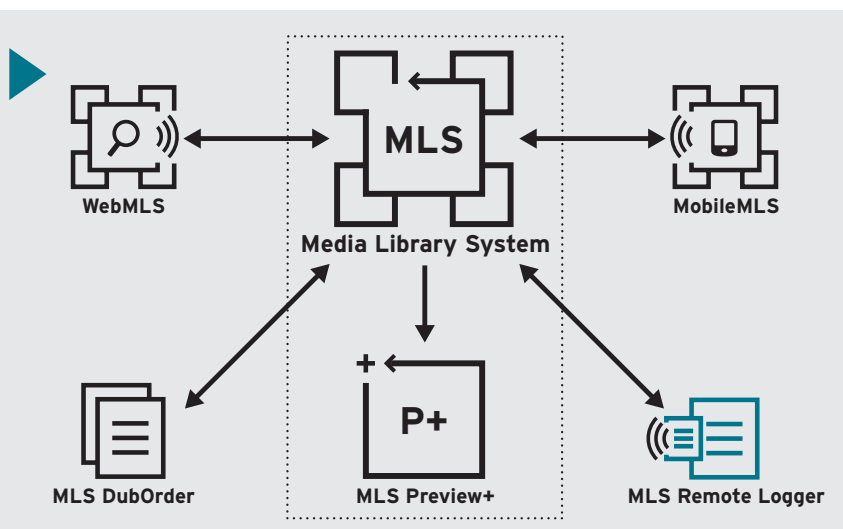 MLS
WebMLS
MobileMLS
Media Library System
+
P+
MLS DubOrder
MLS Preview+
MLS Remote Logger